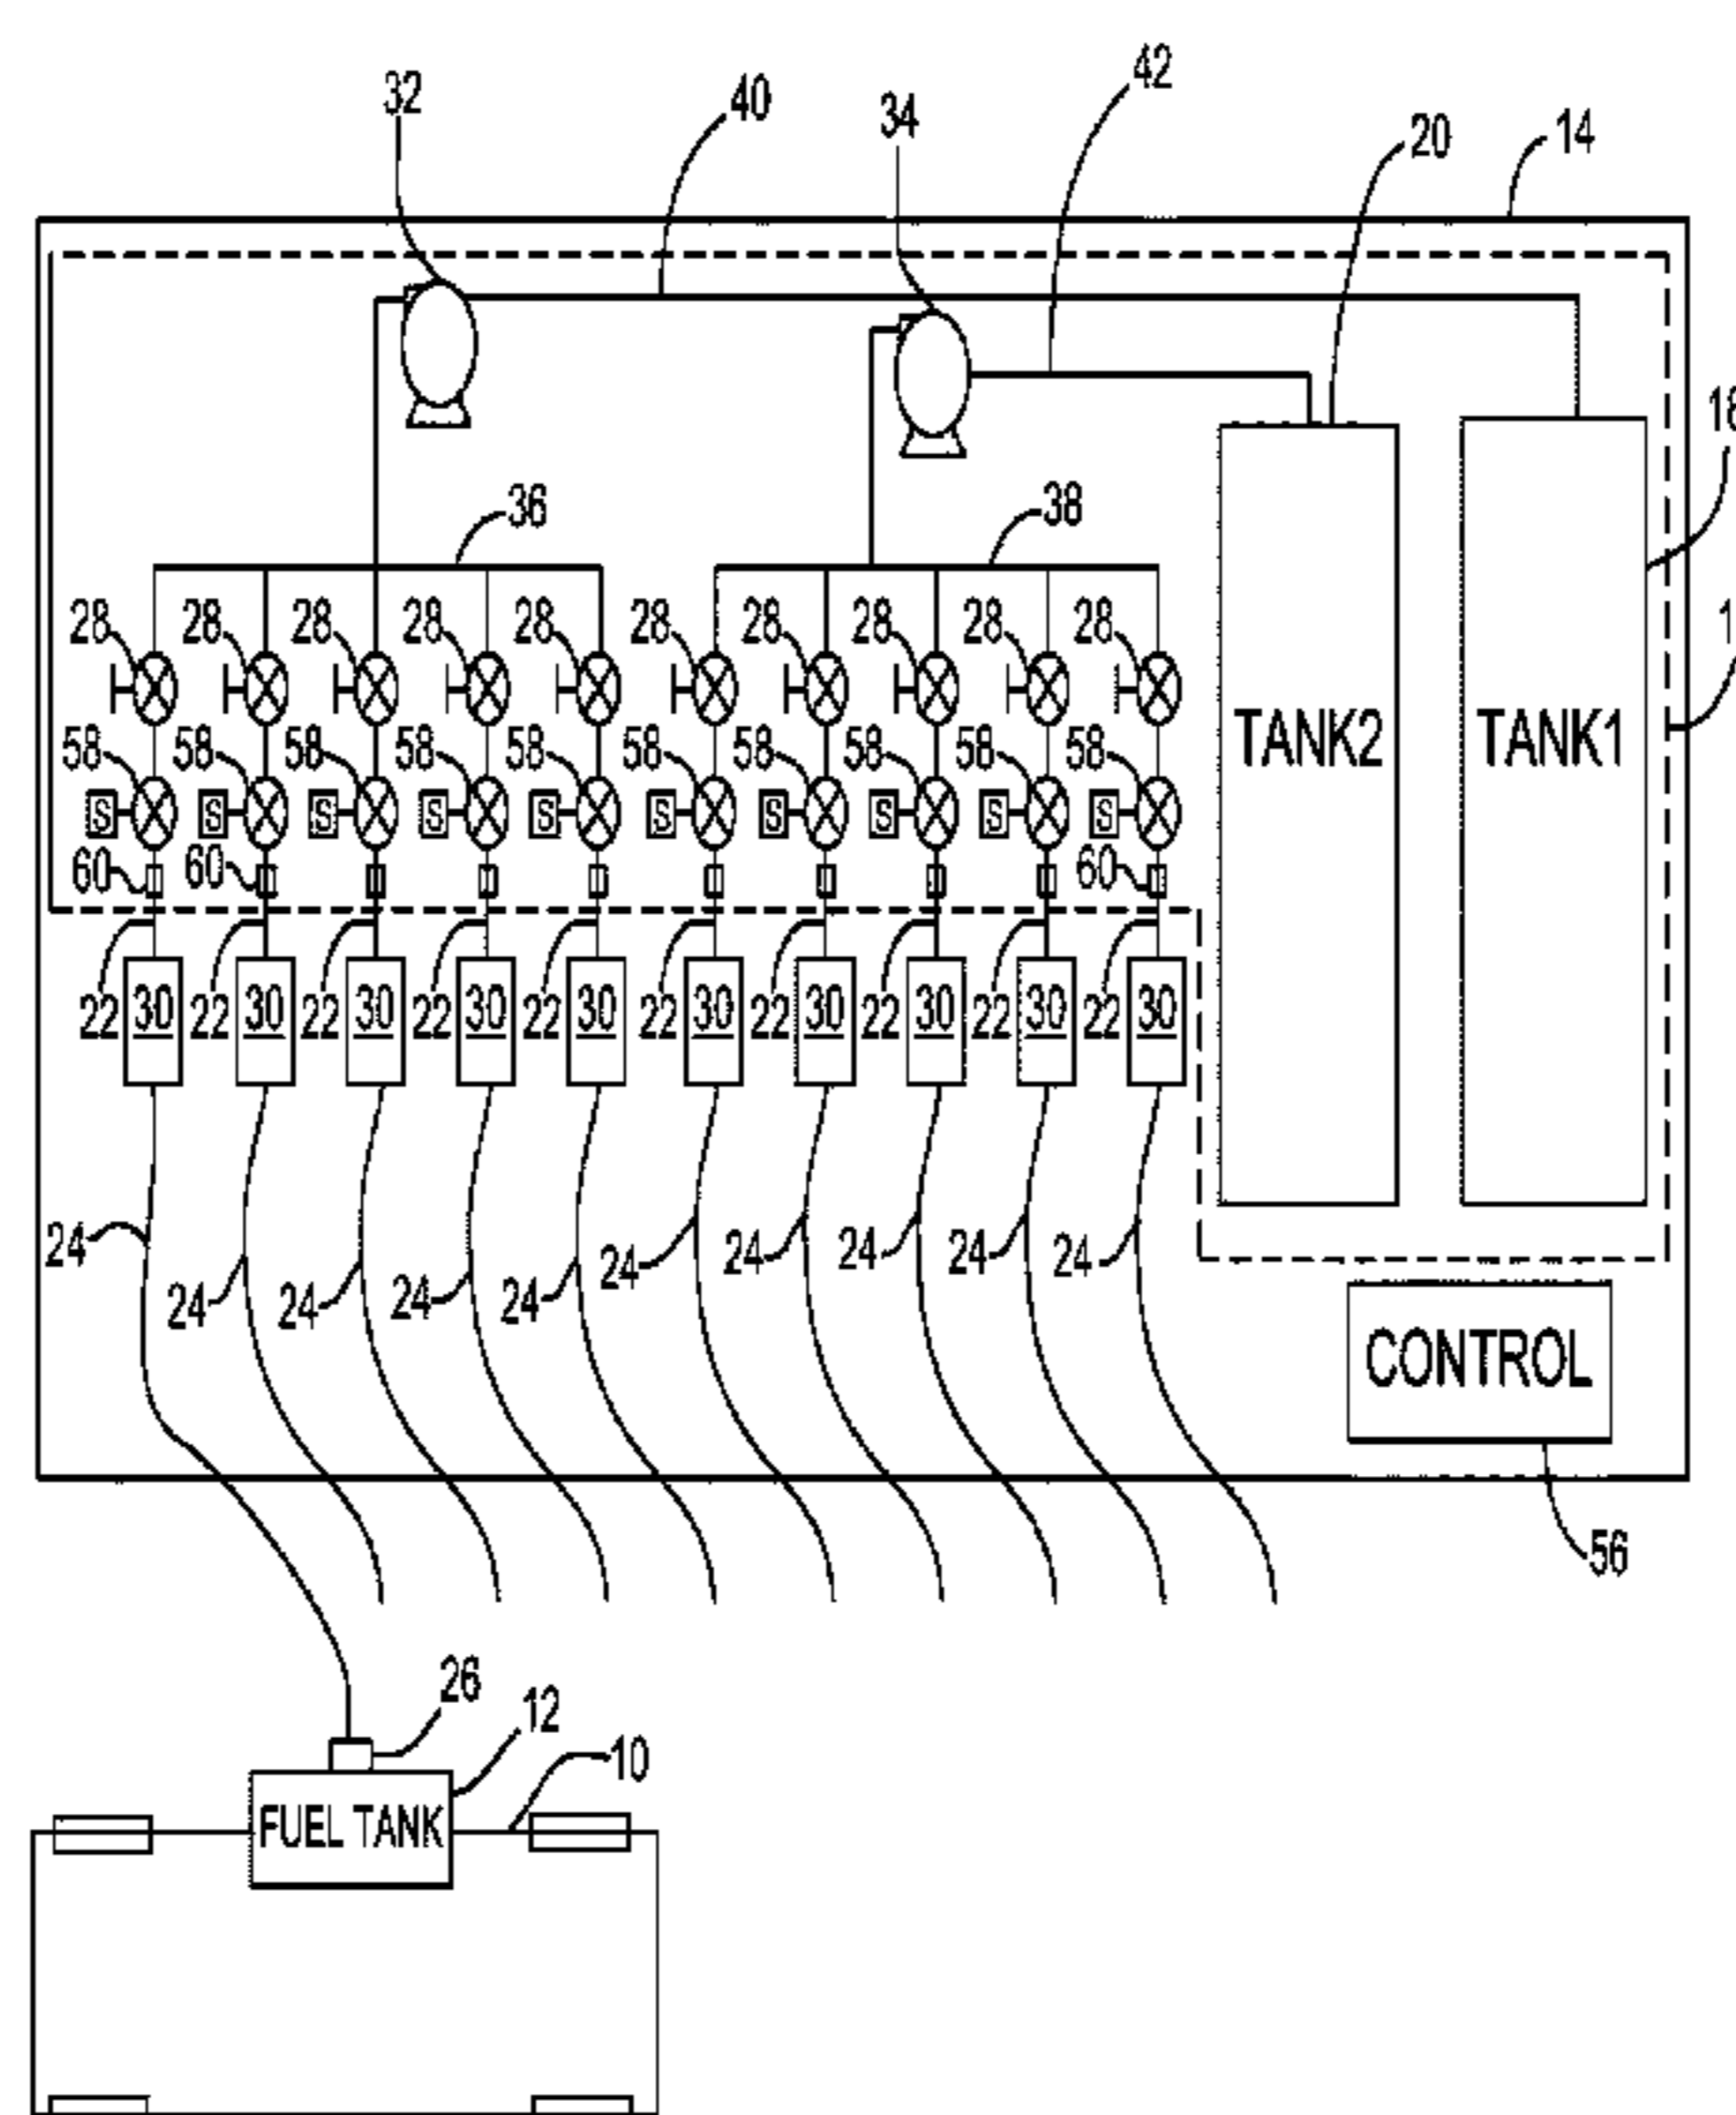 32 40 34 42 20 14
18
36 38
28 28 28 28 28 28 28 28 28 28
TANK2 TANK1
58 58 58 58 58 58 58 58 58 58
S S S S S S S S S S
60 60 60
22 30 22 30 22 30 22 30 22 30 22 30 22 30 22 30 22 30 22 30
24 24 24 24 24 24 24 24 24 24
CONTROL
56
26
12
10
FUEL TANK